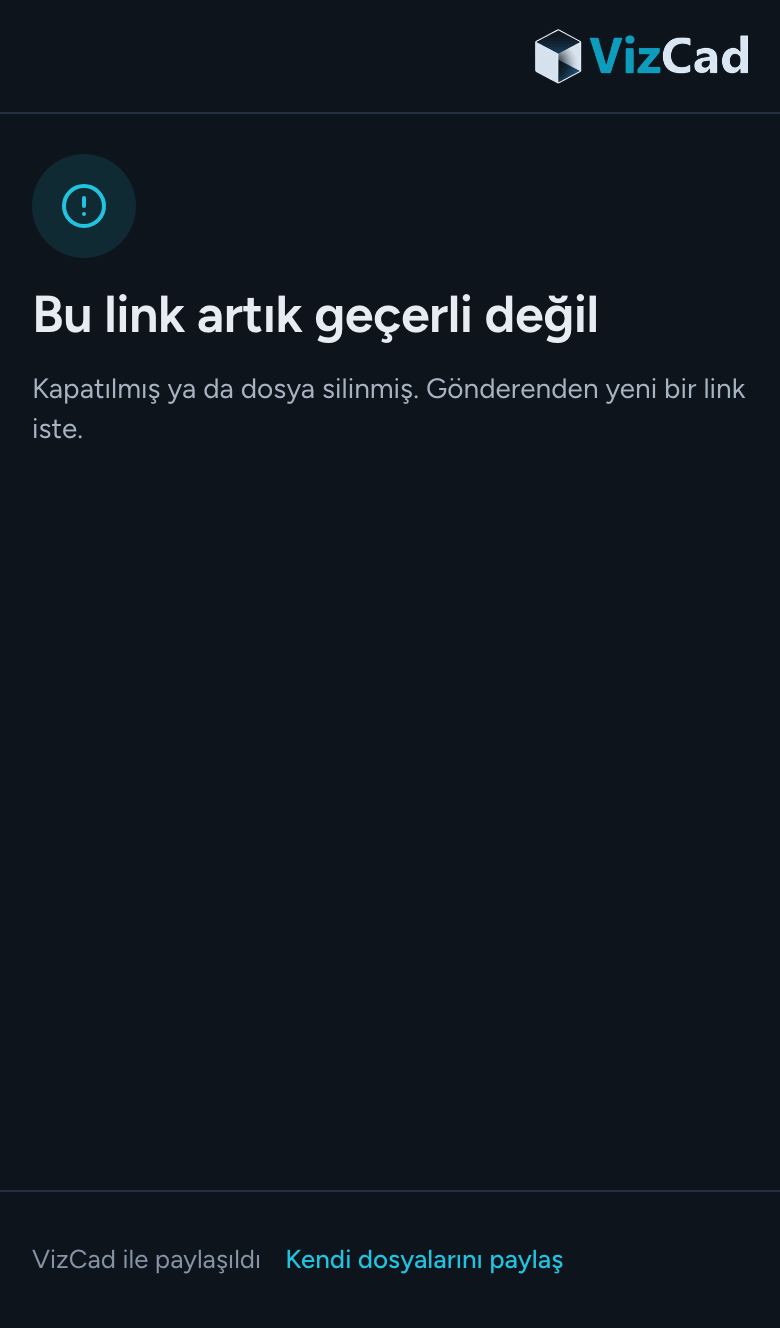 VizCad
Bu link artık geçerli değil
Kapatılmış ya da dosya silinmiş. Gönderenden yeni bir link
iste.
VizCad ile paylaşıldı Kendi dosyalarını paylaş